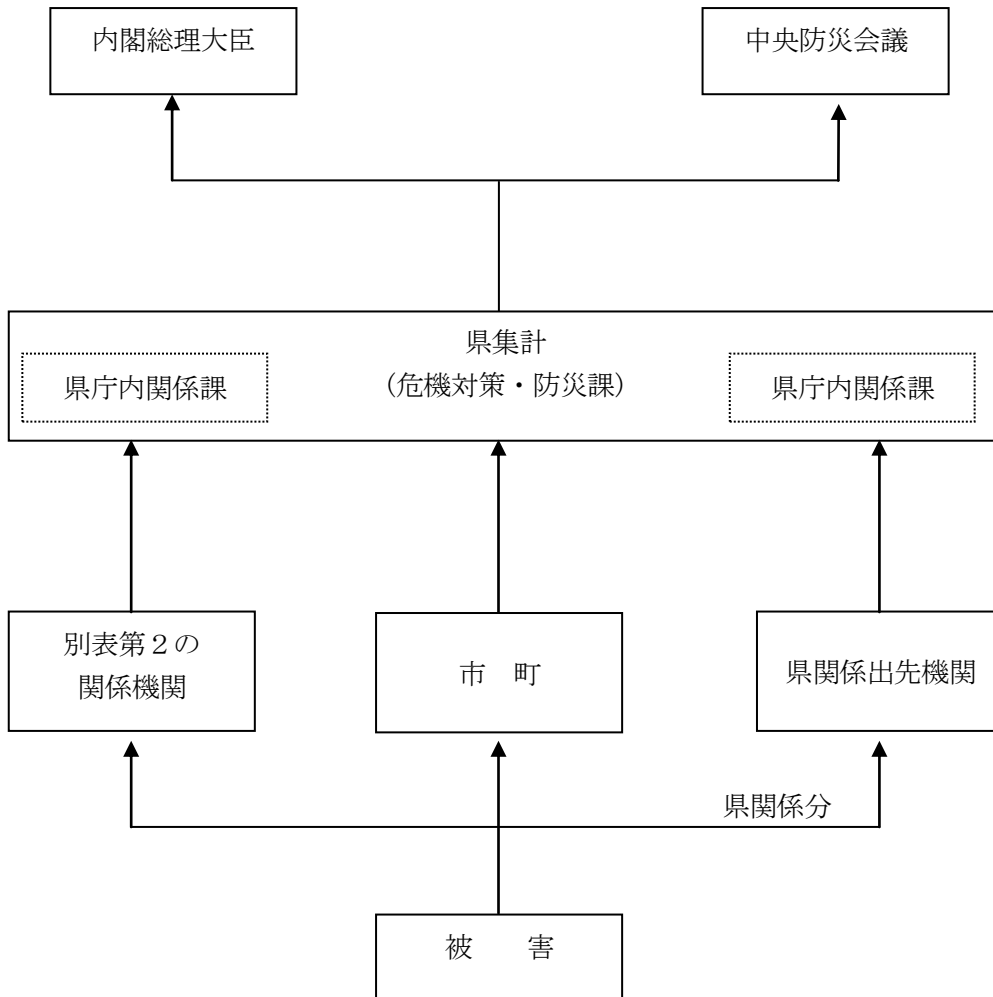 内閣総理大臣
中央防災会議
県集計
(危機対策・防災課)
県庁内関係課
県庁内関係課
別表第２の
関係機関
市　町
県関係出先機関
県関係分
被　　害